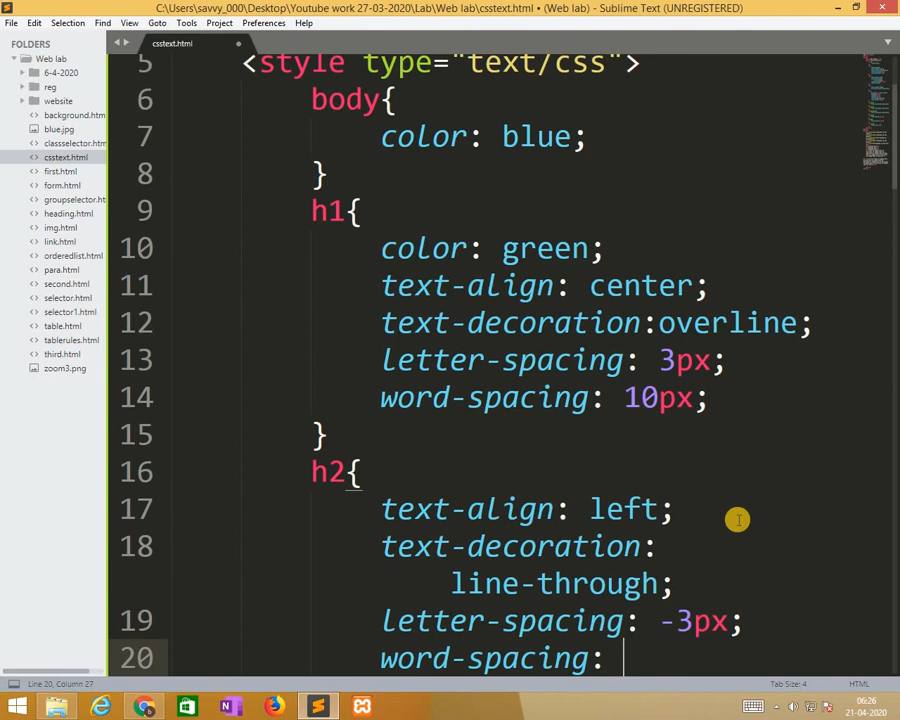 C:\Users\savvy_000\Desktop\Youtube work 27-03-2020\Lab\Web lab\csstext.html • (Web lab) - Sublime Text (UNREGISTERED)
File Edit Selection Find View Goto Tools Project Preferences Help
FOLDERS
Web lab
6-4-2020
reg
website
background.htm
blue.jpg
classselector.htm
csstext.html
first.html
form.html
groupselector.ht
heading.html
img.html
link.html
orderedlist.html
para.html
second.html
selector.html
selector1.html
table.html
tablerules.html
third.html
zoom3.png
csstext.html
5 <style type="text/css">
6 body{
7 color: blue;
8 }
9 h1{
10 color: green;
11 text-align: center;
12 text-decoration:overline;
13 letter-spacing: 3px;
14 word-spacing: 10px;
15 }
16 h2{
17 text-align: left;
18 text-decoration:
line-through;
19 letter-spacing: -3px;
20 word-spacing:
Line 20, Column 27
Tab Size: 4
HTML
06:26
21-04-2020